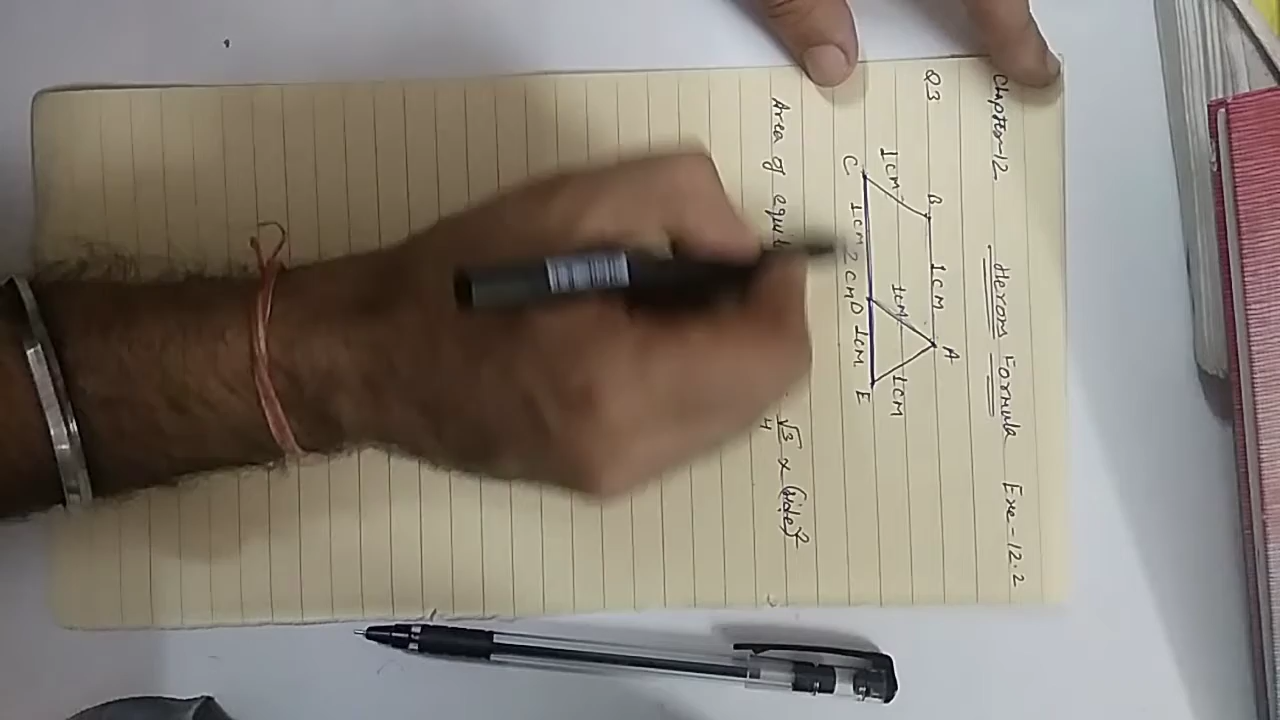 Chapter-12 Herons Formula Exe-12.2
Q3
A
B 1cm
1cm 1cm 1cm
C 1cm 2cm D 1cm E
Area of √3/4 × (side)²